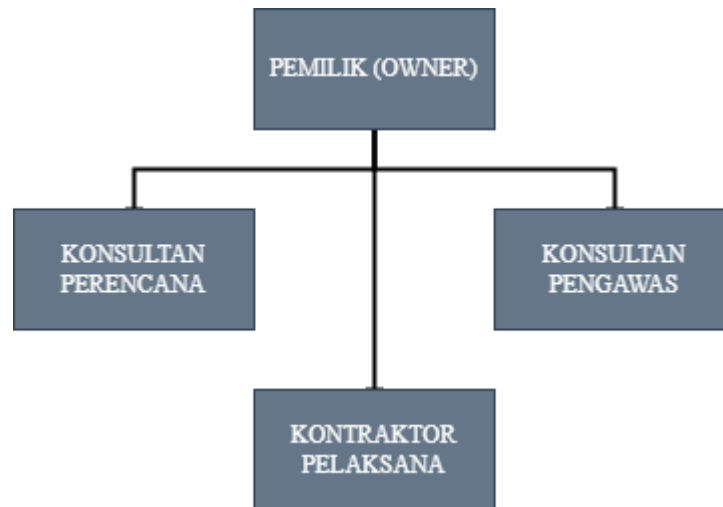 PEMILIK (OWNER)
KONSULTAN
PERENCANA
KONSULTAN
PENGAWAS
KONTRAKTOR
PELAKSANA